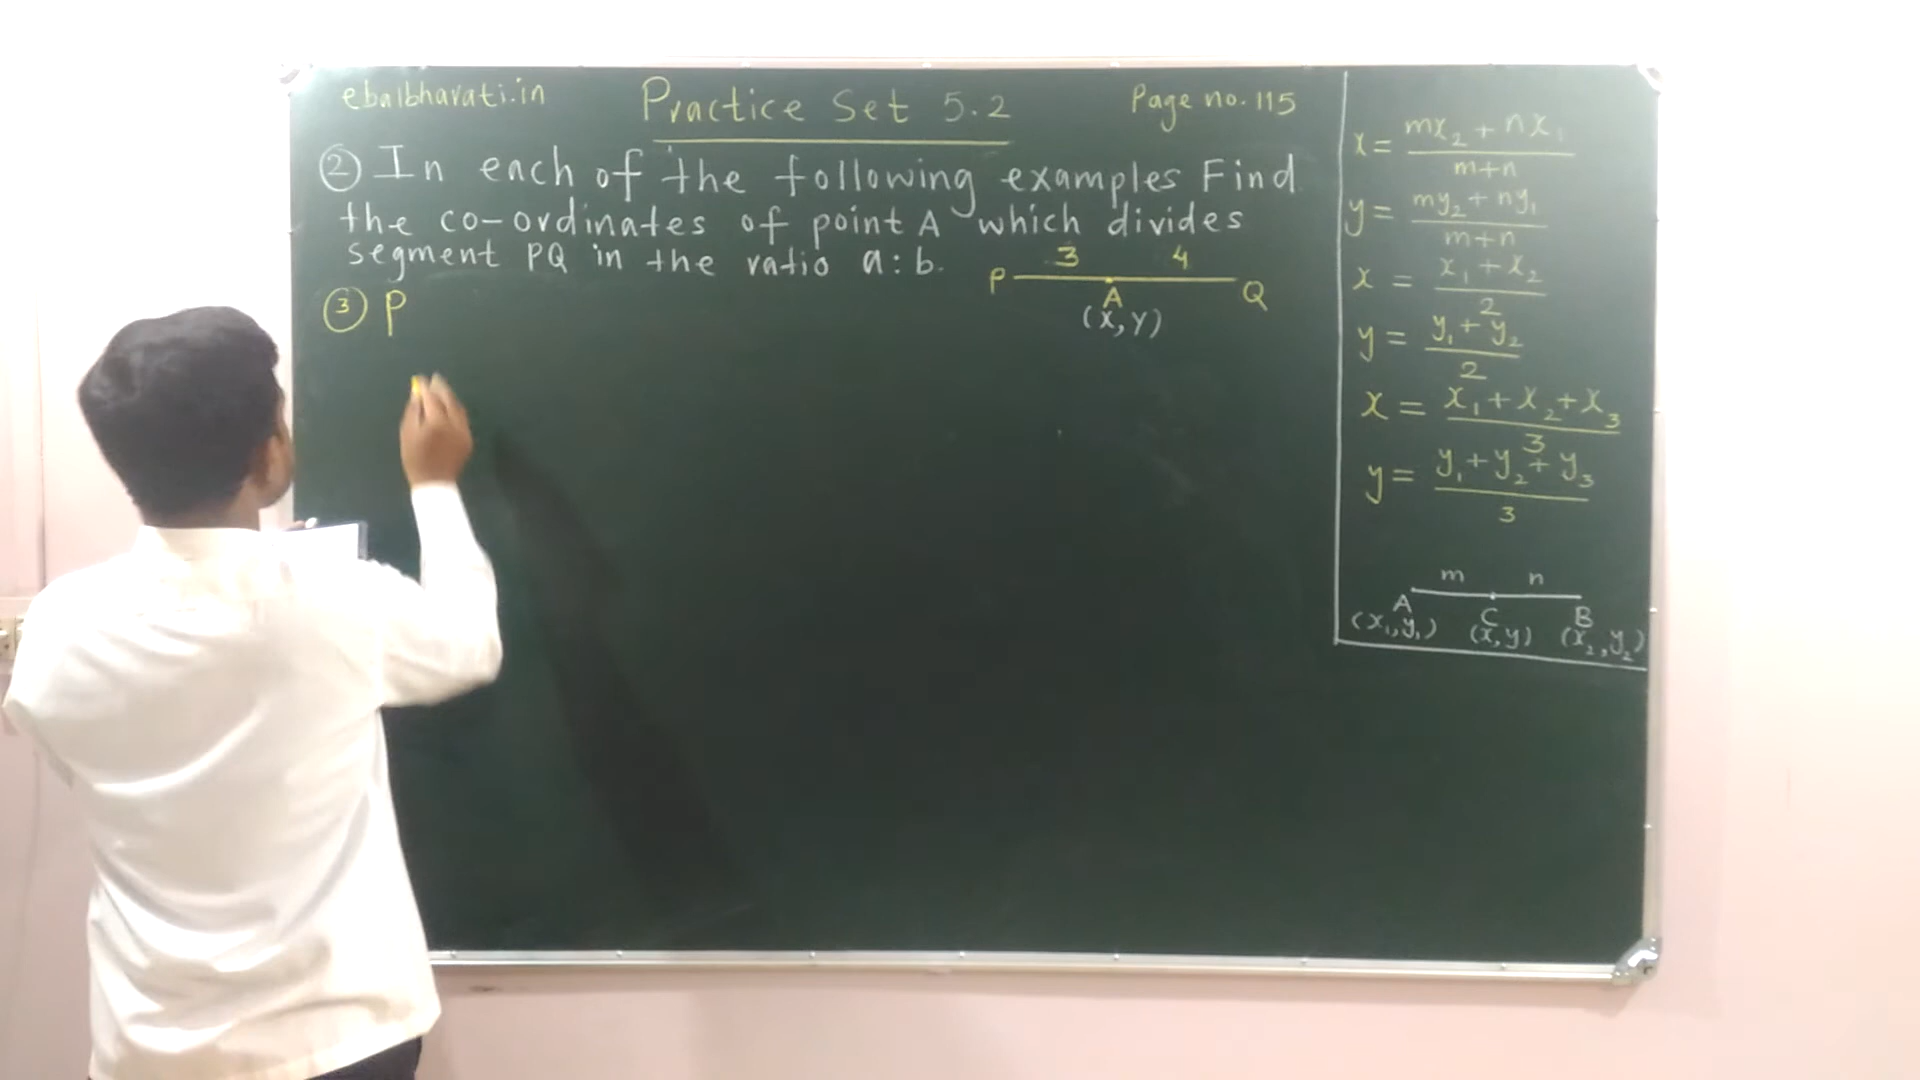 ebalbharati.in Practice Set 5.2 Page no. 115
② In each of the following examples Find
the co-ordinates of point A which divides
segment PQ in the ratio a:b.
3 4
P A Q
(x, y)
③ P
x = mx₂ + nx₁ / m+n
y = my₂ + ny₁ / m+n
x = x₁ + x₂ / 2
y = y₁ + y₂ / 2
x = x₁ + x₂ + x₃ / 3
y = y₁ + y₂ + y₃ / 3
m n
A C B
(x₁, y₁) (x, y) (x₂, y₂)